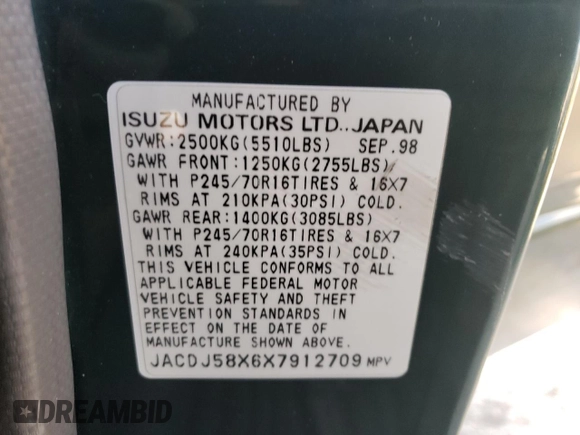 MANUFACTURED BY
ISUZU MOTORS LTD., JAPAN
GVWR:2500KG(5510LBS) SEP.98
GAWR FRONT:1250KG(2755LBS)
WITH P245/70R16TIRES & 16X7
RIMS AT 210KPA(30PSI) COLD.
GAWR REAR:1400KG(3085LBS)
WITH P245/70R16TIRES & 16X7
RIMS AT 240KPA(35PSI) COLD.
THIS VEHICLE CONFORMS TO ALL
APPLICABLE FEDERAL MOTOR
VEHICLE SAFETY AND THEFT
PREVENTION STANDARDS IN
EFFECT ON THE DATE OF
MANUFACTURE SHOWN ABOVE.
JACDJ58X6X7912709 MPV
DREAMBID